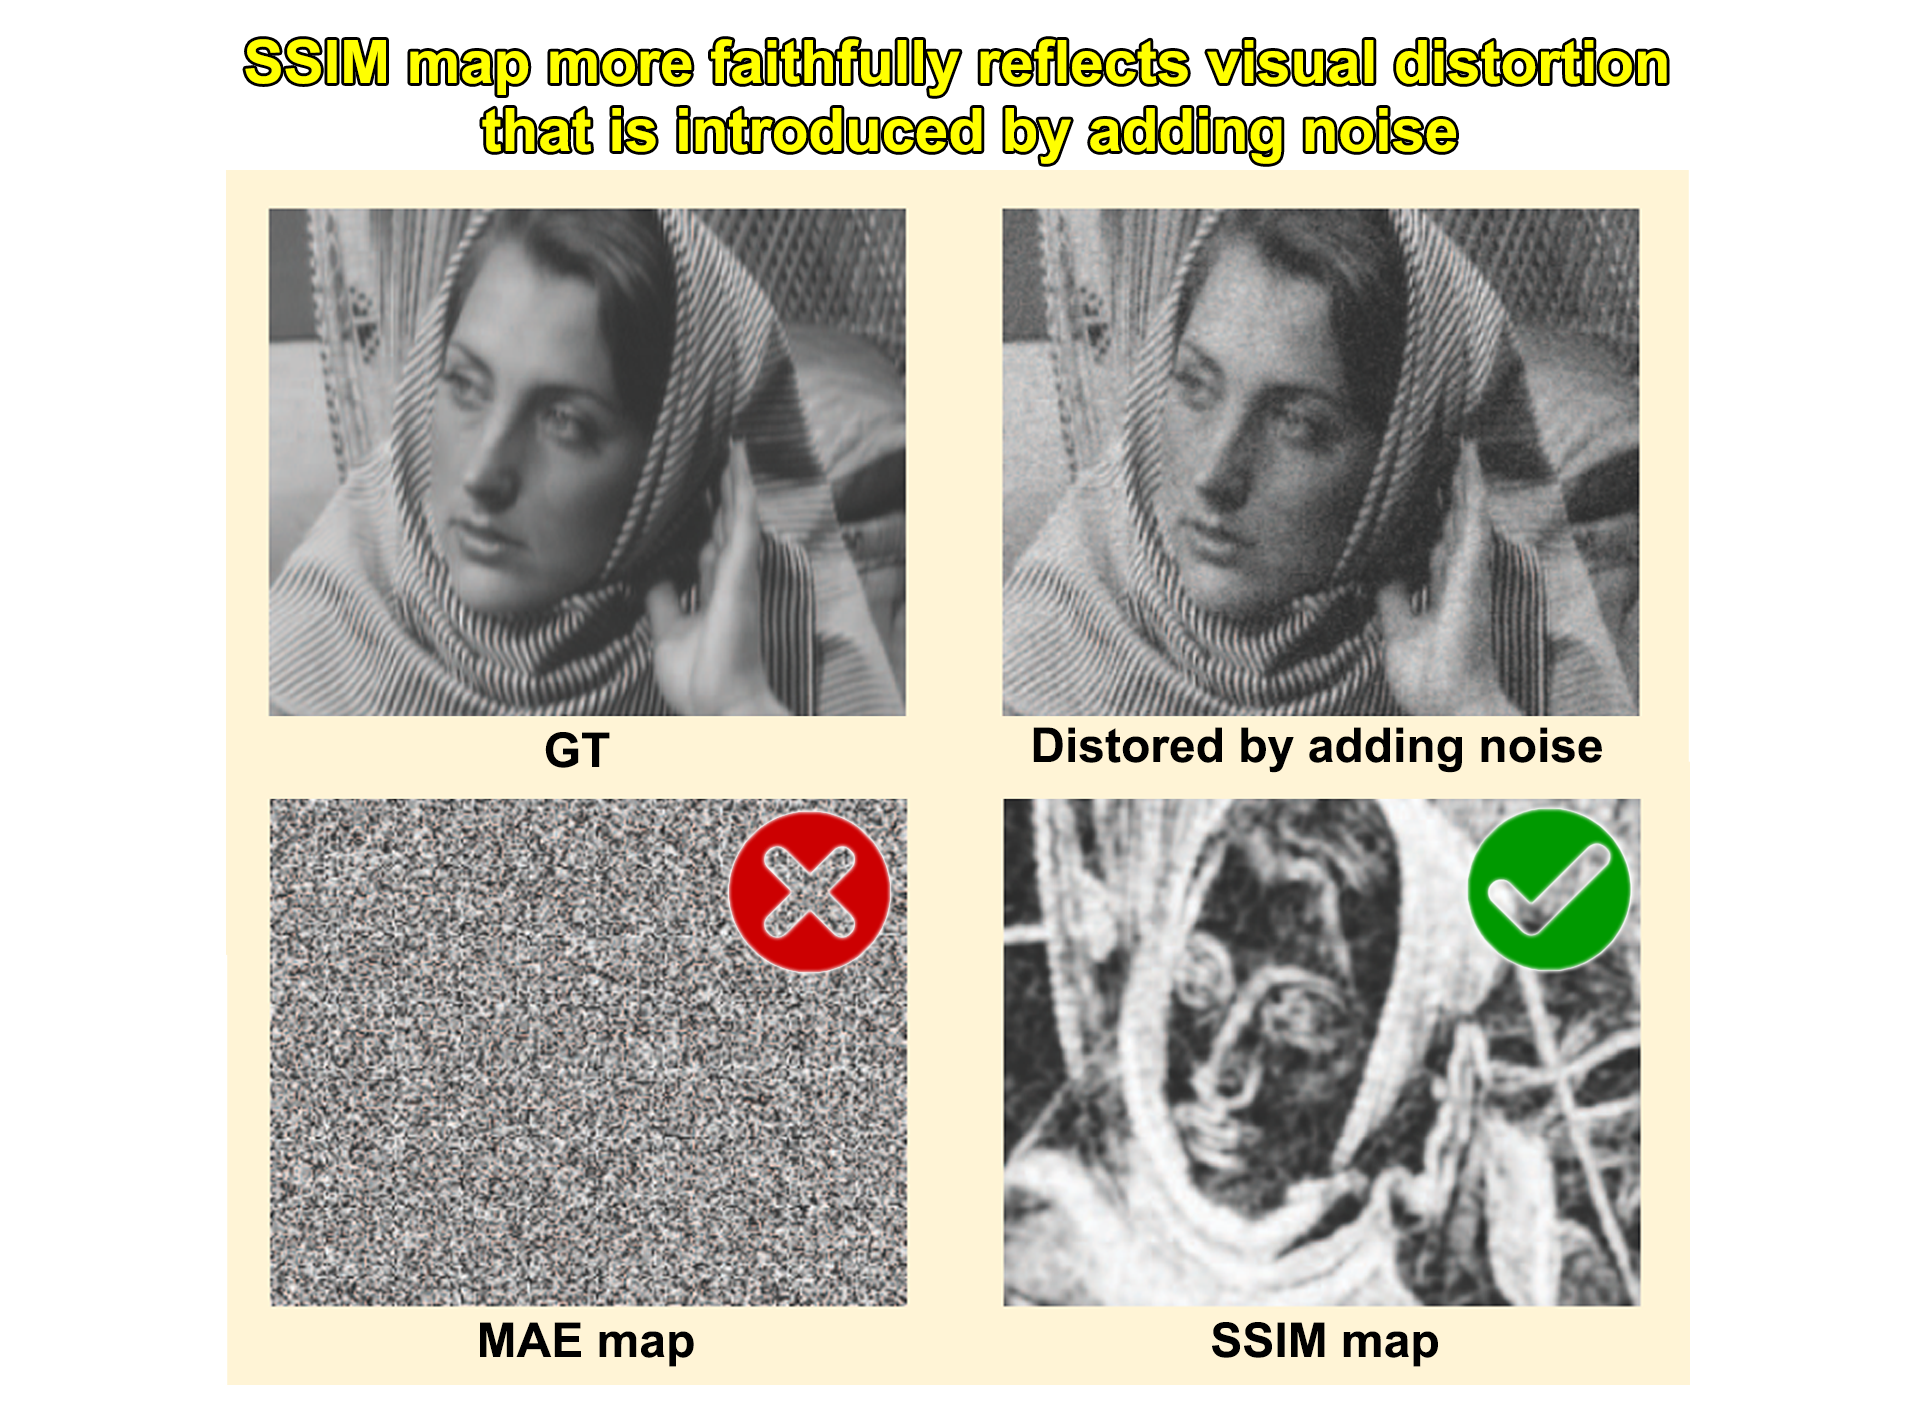 SSIM map more faithfully reflects visual distortion
that is introduced by adding noise
GT
Distored by adding noise
MAE map
SSIM map